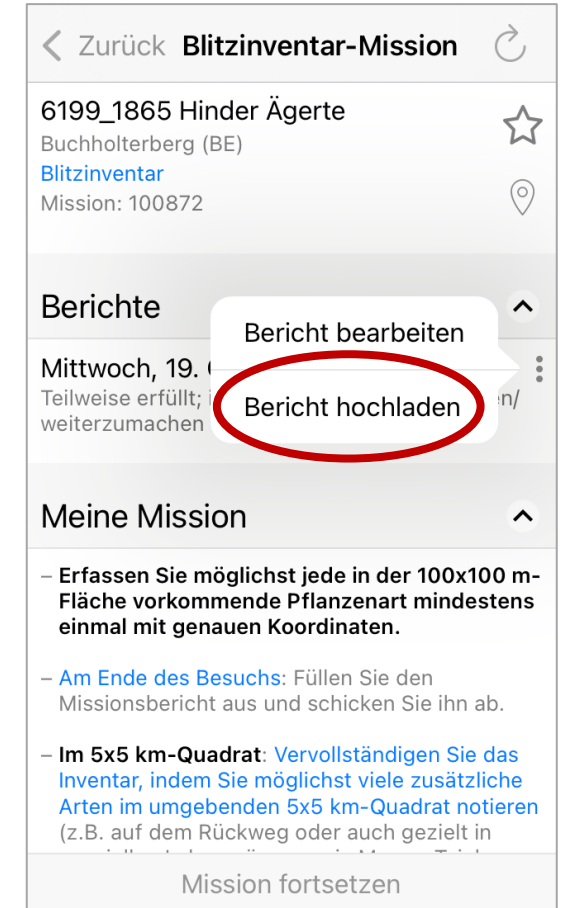 Zurück Blitzinventar-Mission
6199_1865 Hinder Ägerte
Buchholterberg (BE)
Blitzinventar
Mission: 100872
Berichte
Bericht bearbeiten
Mittwoch, 19.
Bericht hochladen
Teilweise erfüllt; en/
weiterzumachen
Meine Mission
– Erfassen Sie möglichst jede in der 100x100 m-
Fläche vorkommende Pflanzenart mindestens
einmal mit genauen Koordinaten.
– Am Ende des Besuchs: Füllen Sie den
Missionsbericht aus und schicken Sie ihn ab.
– Im 5x5 km-Quadrat: Vervollständigen Sie das
Inventar, indem Sie möglichst viele zusätzliche
Arten im umgebenden 5x5 km-Quadrat notieren
(z.B. auf dem Rückweg oder auch gezielt in
Mission fortsetzen